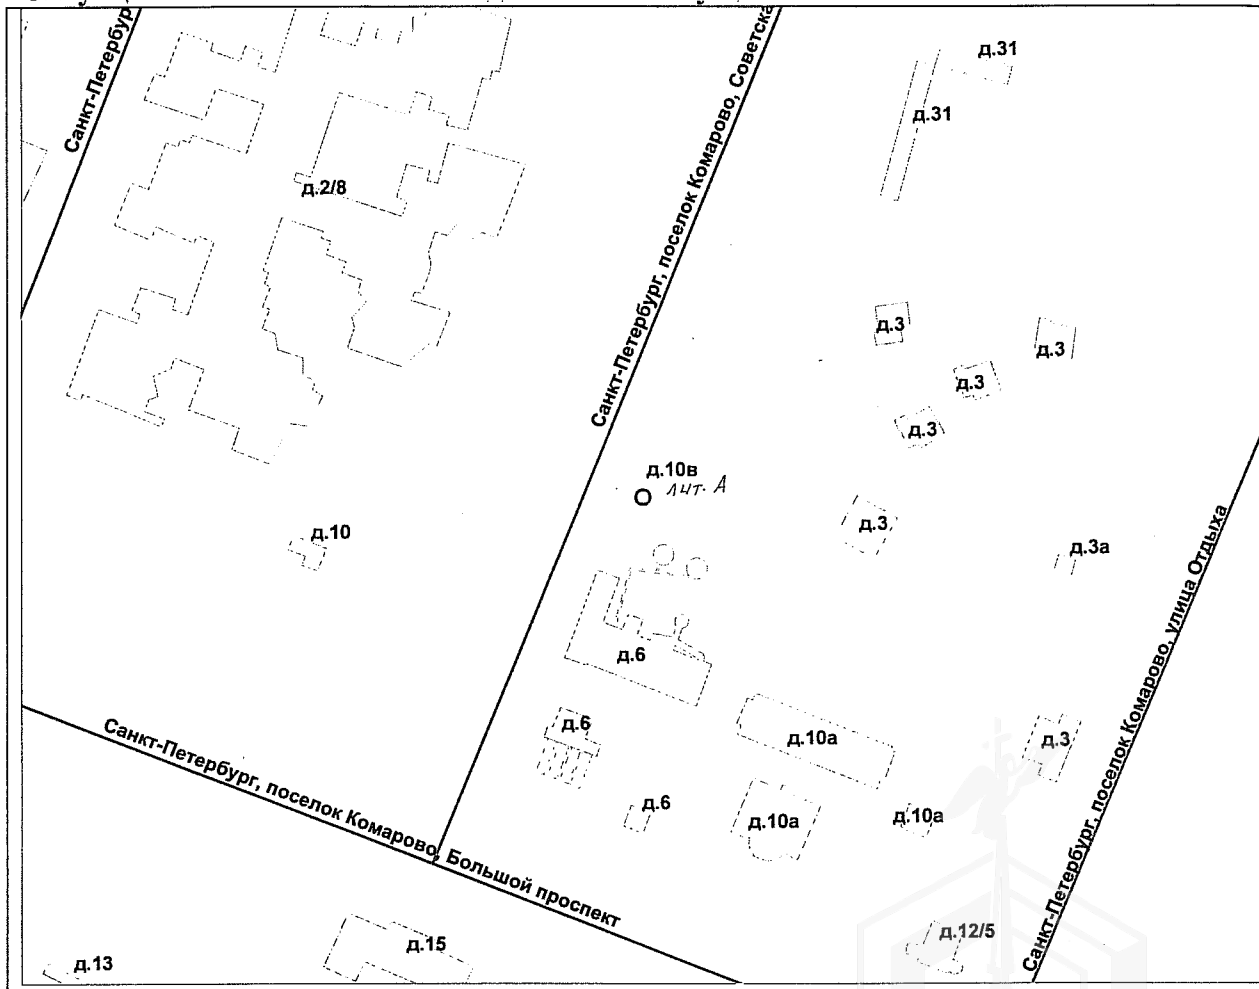 Санкт-Петербур
Санкт-Петербург, поселок Комарово, Советска
д.31
д.31
д.2/8
д.3
д.3
д.3
д.3
д.10в
лит. А
д.10
д.3
д.3а
Санкт-Петербург, поселок Комарово, улица Отдыха
д.6
д.6
д.10а
д.3
д.6
д.10а
д.10а
Санкт-Петербург, поселок Комарово, Большой проспект
д.12/5
д.15
д.13